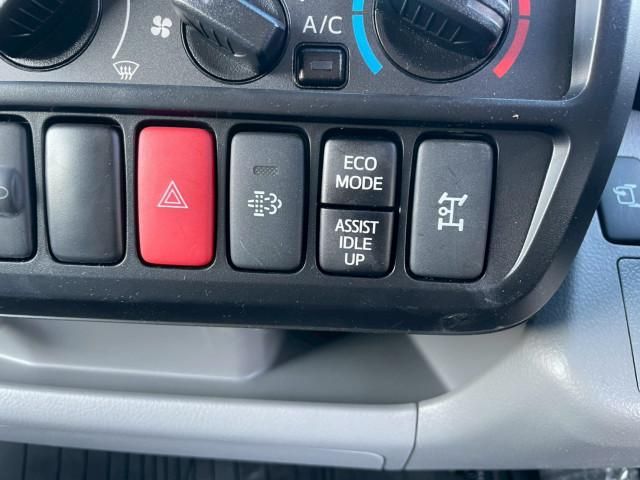 A/C
ECO
MODE
ASSIST
IDLE
UP